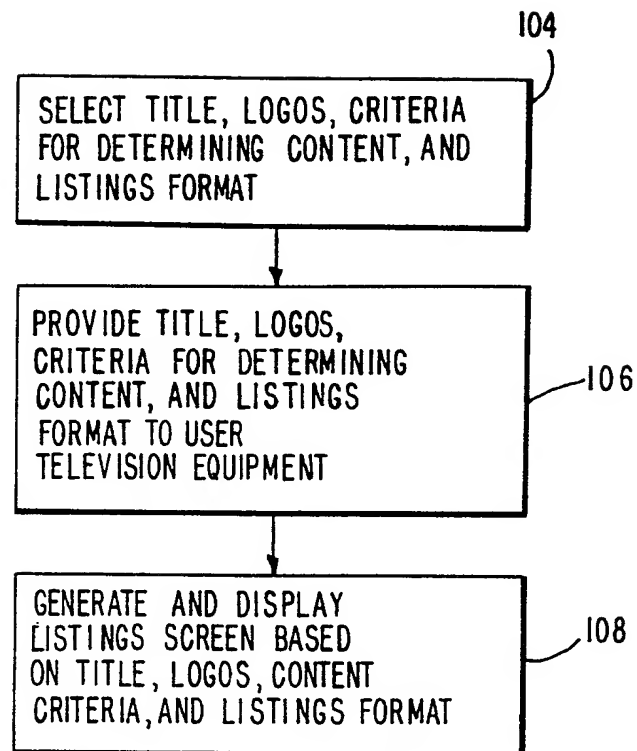 104
SELECT TITLE, LOGOS, CRITERIA
FOR DETERMINING CONTENT, AND
LISTINGS FORMAT
PROVIDE TITLE, LOGOS,
CRITERIA FOR DETERMINING
CONTENT, AND LISTINGS
FORMAT TO USER
TELEVISION EQUIPMENT
106
GENERATE AND DISPLAY
LISTINGS SCREEN BASED
ON TITLE, LOGOS, CONTENT
CRITERIA, AND LISTINGS FORMAT
108